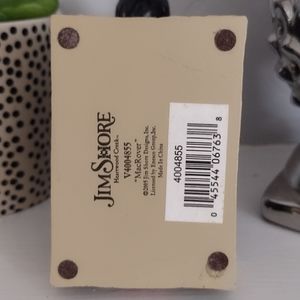 JIM SHORE
Heartwood Creek™
V4004855
"MacRover"
©2005 Jim Shore Designs, Inc.
Licensed by Enesco Group, Inc.
Made In China
4004855
0 45544 06763 8